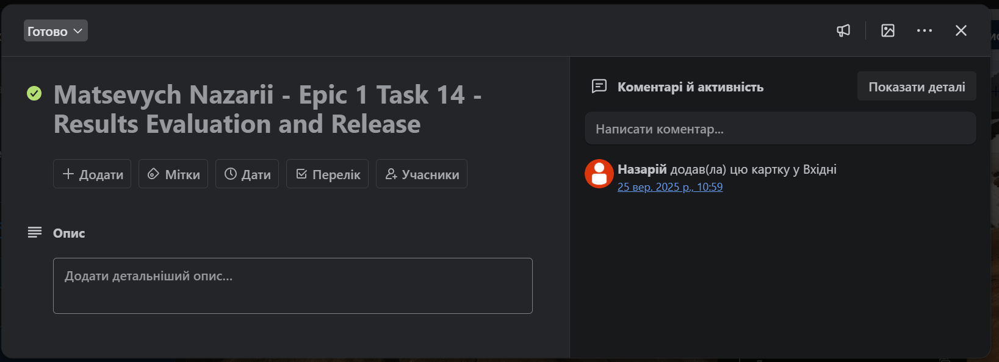 Готово
Matsevych Nazarii - Epic 1 Task 14 -
Results Evaluation and Release
Додати
Мітки
Дати
Перелік
Учасники
Опис
Додати детальніший опис...
Коментарі й активність
Показати деталі
Написати коментар...
Назарій додав(ла) цю картку у Вхідні
25 вер. 2025 р., 10:59